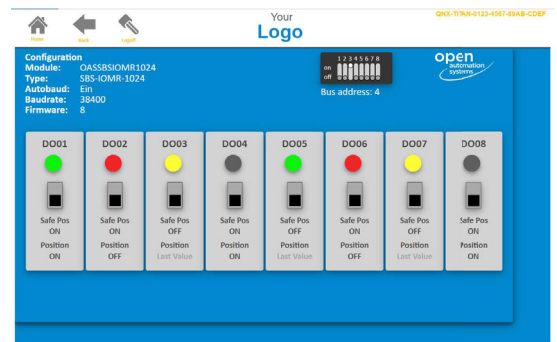 Home
Back
Logoff
Your
Logo
QNX-TITAN-0123-4567-89AB-CDEF
Configuration
Module: OASSBSIOMR1024
Type: SBS-IOMR-1024
Autobaud: Ein
Baudrate: 38400
Firmware: 8
1 2 3 4 5 6 7 8
on
off
Bus address: 4
open
automation
systems
DO01 DO02 DO03 DO04 DO05 DO06 DO07 DO08
Safe Pos Safe Pos Safe Pos Safe Pos Safe Pos Safe Pos Safe Pos Safe Pos
ON ON OFF ON OFF ON OFF ON
Position Position Position Position Position Position Position Position
ON OFF Last Value ON Last Value OFF Last Value ON